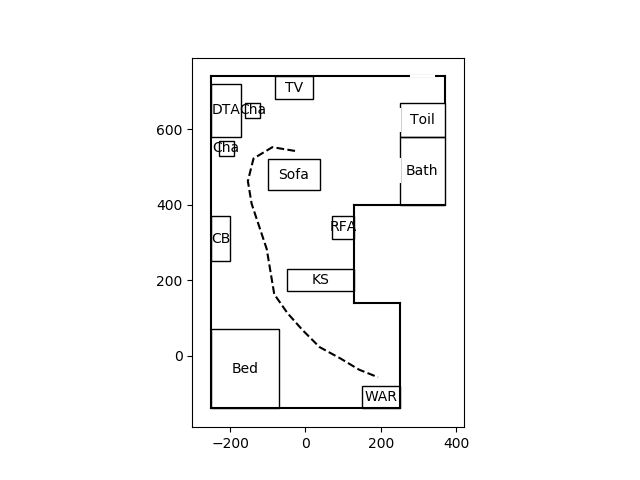 TV
DTA
Cha
Toil
600
Cha
Bath
Sofa
400
RFA
CB
KS
200
0
Bed
WAR
−200
0
200
400